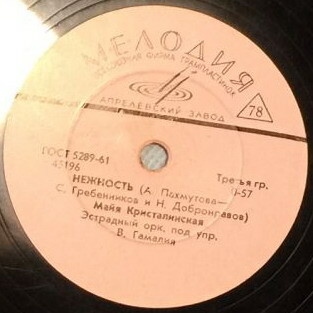 МЕЛОДИЯ
ВСЕСОЮЗНАЯ ФИРМА ГРАМПЛАСТИНОК
АПРЕЛЕВСКИЙ ЗАВОД
78
ГОСТ 5289-61
45196
Третья гр.
0-57
НЕЖНОСТЬ (А. Пахмутова—
С. Гребенников и Н. Добронравов)
Майя Кристалинская
Эстрадный орк. под упр.
В. Гамалия